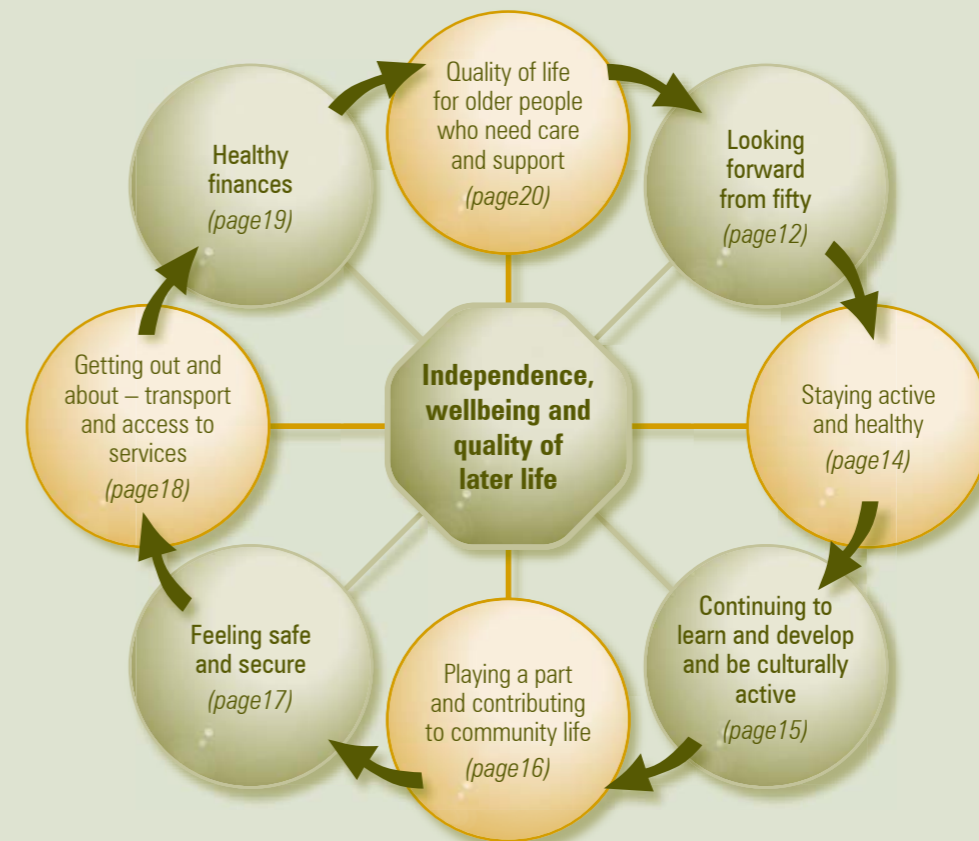 Quality of life
for older people
who need care
and support
(page20)
Looking
forward
from fifty
(page12)
Staying active
and healthy
(page14)
Continuing to
learn and develop
and be culturally
active
(page15)
Playing a part
and contributing
to community life
(page16)
Feeling safe
and secure
(page17)
Getting out and
about – transport
and access to
services
(page18)
Healthy
finances
(page19)
Independence,
wellbeing and
quality of
later life